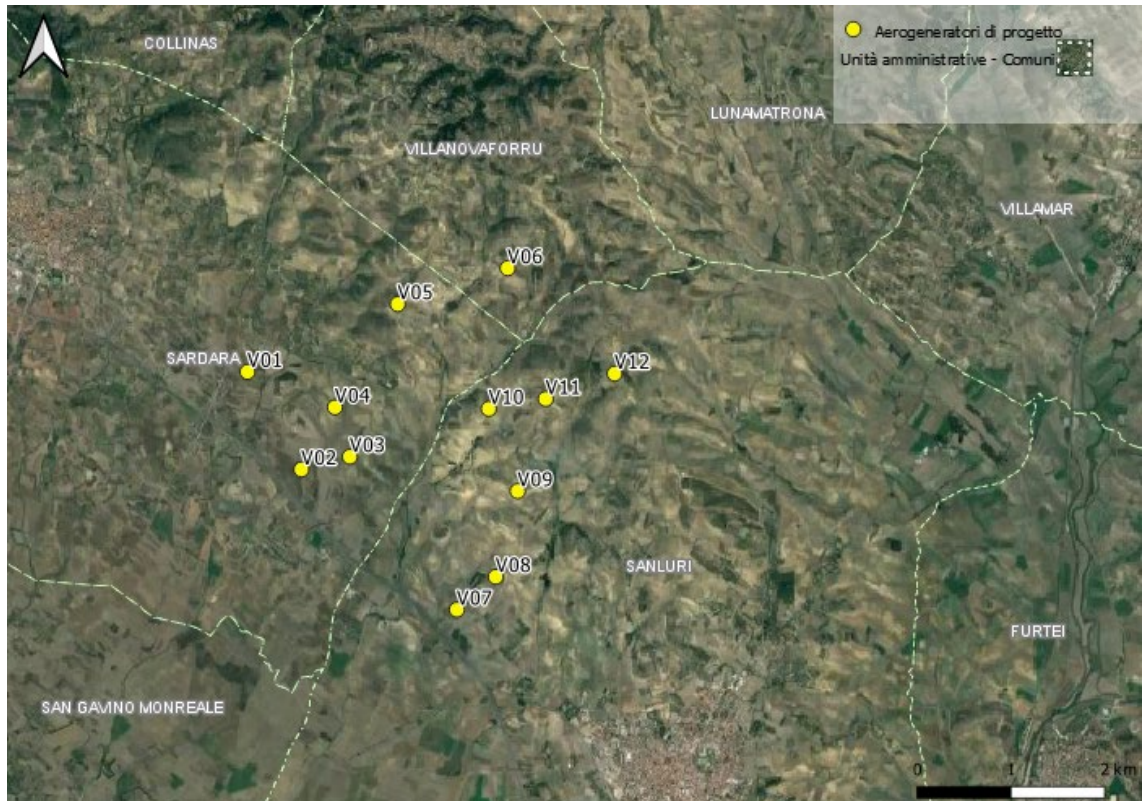 COLLINAS
Aerogeneratori di progetto
Unità amministrative - Comuni
LUNAMATRONA
VILLANOVAFORRU
VILLAMAR
V06
V05
SARDARA
V01
V12
V04
V10
V11
V03
V02
V09
V08
SANLURI
V07
FURTEI
SAN GAVINO MONREALE
0 1 2 km